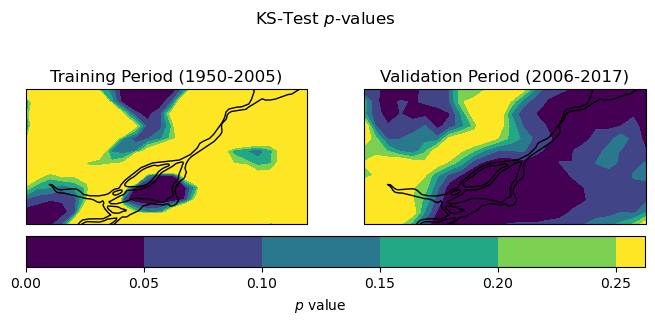 KS-Test p-values
Training Period (1950-2005)
Validation Period (2006-2017)
0.00 0.05 0.10 0.15 0.20 0.25
p value